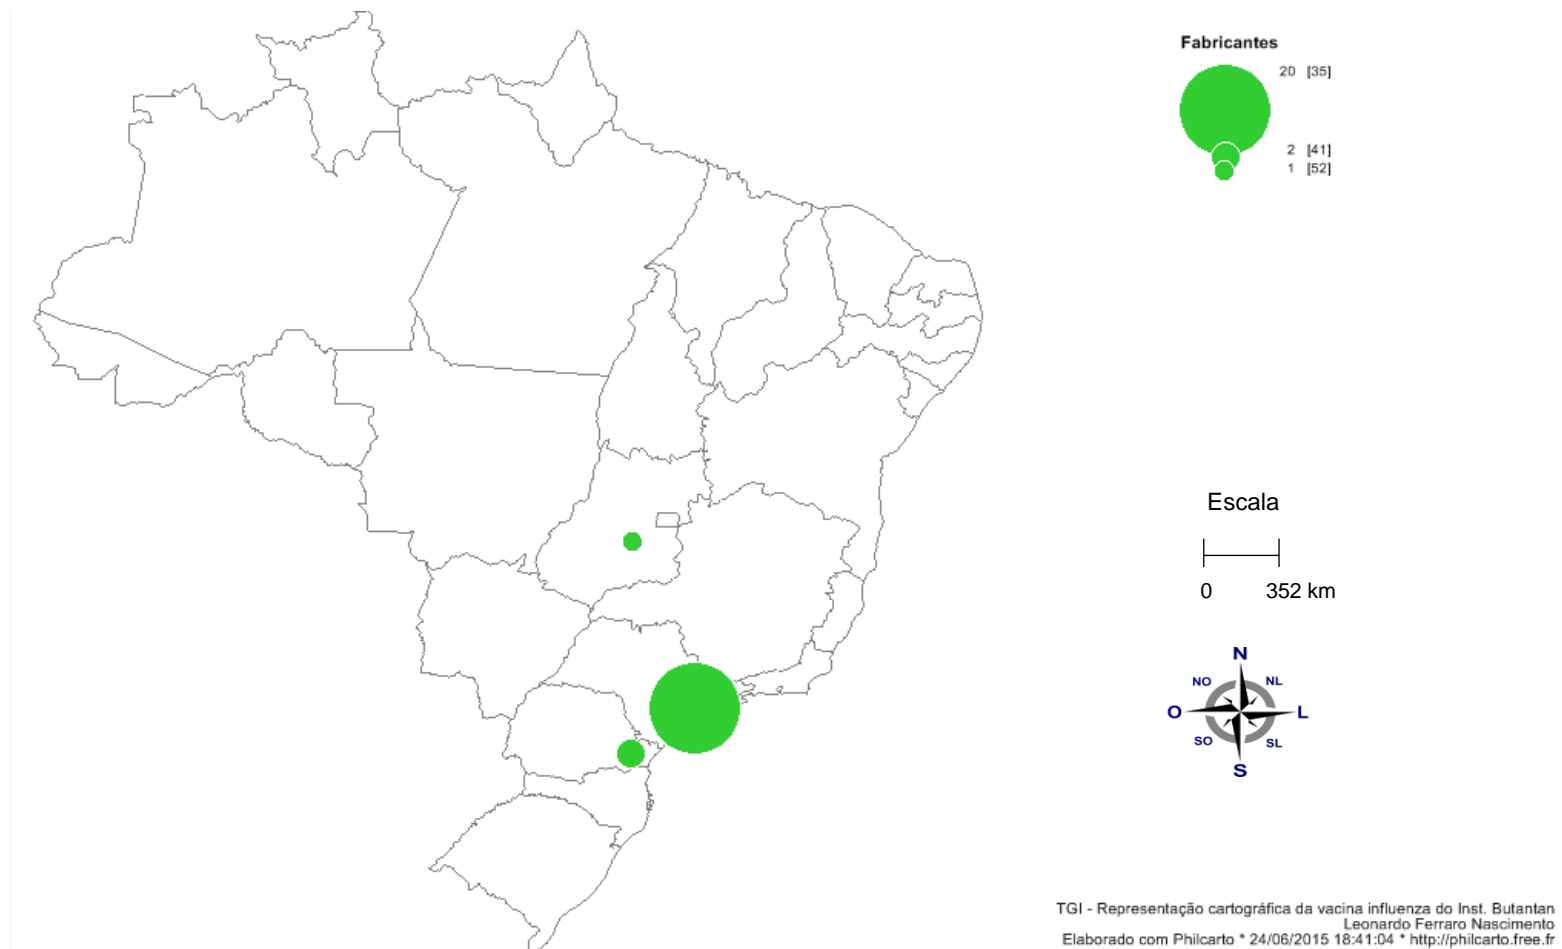 Fabricantes
20 [35]
2 [41]
1 [52]
Escala
0 352 km
N
NO NL
O L
SO SL
S
TGI - Representação cartográfica da vacina influenza do Inst. Butantan
Leonardo Ferraro Nascimento
Elaborado com Philcarto * 24/06/2015 18:41:04 * http://philcarto.free.fr